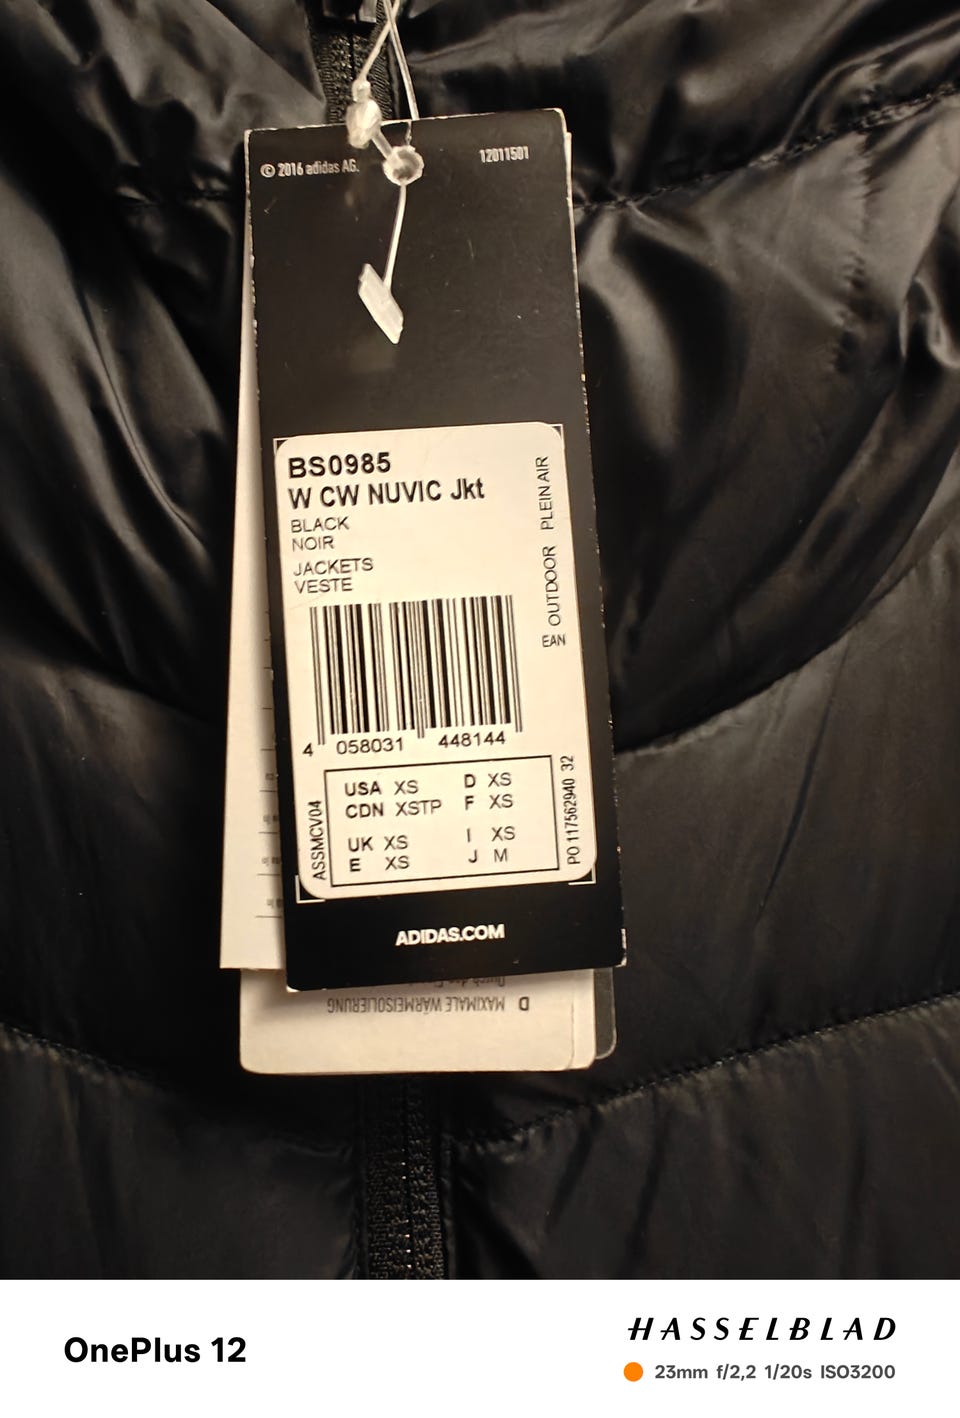 © 2016 adidas AG.
12011501
BS0985
W CW NUVIC Jkt
BLACK
NOIR
JACKETS
VESTE
OUTDOOR PLEIN AIR
EAN
4 058031 448144
ASSMCV04
USA XS D XS
CDN XSTP F XS
UK XS I XS
E XS J M
PO 117562940 32
ADIDAS.COM
D MAXIMALE WÄRMEISOLIERUNG
OnePlus 12
HASSELBLAD
23mm f/2,2 1/20s ISO3200